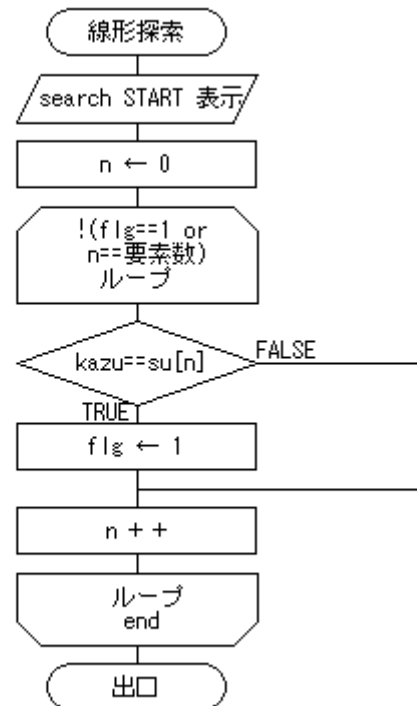 線形探索
search START 表示
n ← 0
!(flg==1 or
n==要素数)
ループ
kazu==su[n]
FALSE
TRUE
flg ← 1
n + +
ループ
end
出口